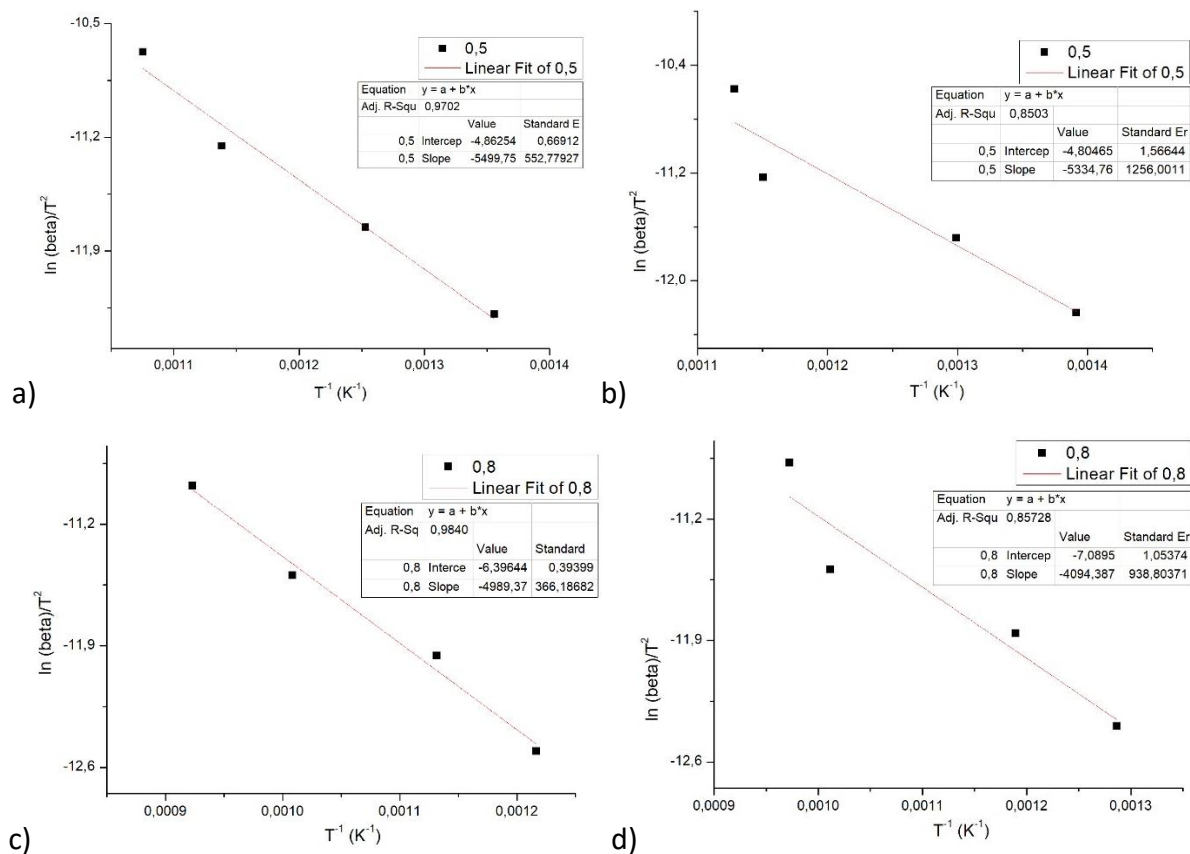 -10,5
-11,2
-11,9
ln (beta)/T²
0,5
Linear Fit of 0,5
Equation y = a + b*x
Adj. R-Squ 0,9702
Value Standard E
0,5 Intercep -4,86254 0,66912
0,5 Slope -5499,75 552,77927
0,0011 0,0012 0,0013 0,0014
T⁻¹ (K⁻¹)
a)
-10,4
-11,2
-12,0
ln (beta)/T²
0,5
Linear Fit of 0,5
Equation y = a + b*x
Adj. R-Squ 0,8503
Value Standard Er
0,5 Intercep -4,80465 1,56644
0,5 Slope -5334,76 1256,0011
0,0011 0,0012 0,0013 0,0014
T⁻¹ (K⁻¹)
b)
-11,2
-11,9
-12,6
ln (beta)/T²
0,8
Linear Fit of 0,8
Equation y = a + b*x
Adj. R-Sq 0,9840
Value Standard
0,8 Interce -6,39644 0,39399
0,8 Slope -4989,37 366,18682
0,0009 0,0010 0,0011 0,0012
T⁻¹ (K⁻¹)
c)
-11,2
-11,9
-12,6
ln (beta)/T²
0,8
Linear Fit of 0,8
Equation y = a + b*x
Adj. R-Squ 0,85728
Value Standard Er
0,8 Intercep -7,0895 1,05374
0,8 Slope -4094,387 938,80371
0,0009 0,0010 0,0011 0,0012 0,0013
T⁻¹ (K⁻¹)
d)